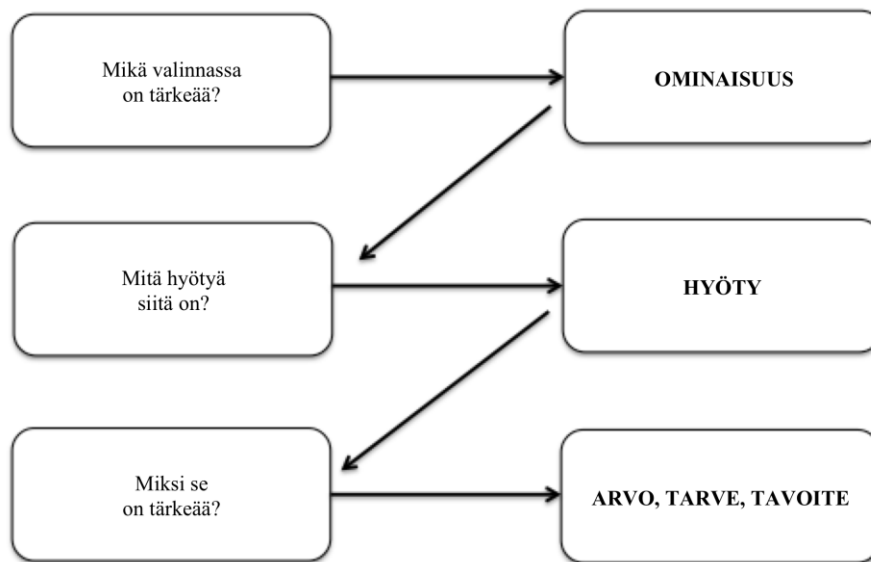 Mikä valinnassa
on tärkeää?
OMINAISUUS
Mitä hyötyä
siitä on?
HYÖTY
Miksi se
on tärkeää?
ARVO, TARVE, TAVOITE